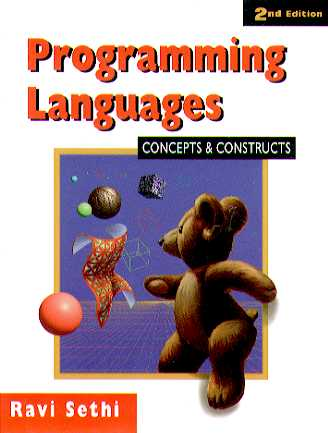 2nd Edition
Programming
Languages
CONCEPTS & CONSTRUCTS
Ravi Sethi